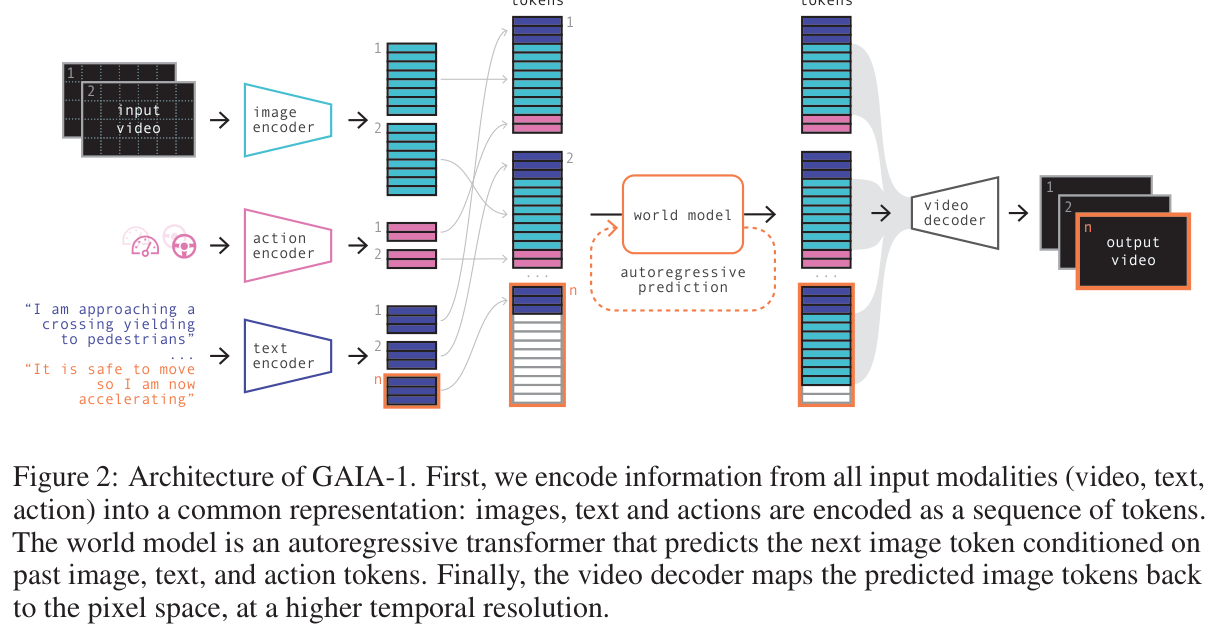 tokens
tokens
1
2
input
video
image
encoder
1
2
1
2
action
encoder
1
2
"I am approaching a
crossing yielding
to pedestrians"
...
"It is safe to move
so I am now
accelerating"
text
encoder
1
2
n
...
n
world model
autoregressive
prediction
...
video
decoder
1
2
n
output
video
Figure 2: Architecture of GAIA-1. First, we encode information from all input modalities (video, text,
action) into a common representation: images, text and actions are encoded as a sequence of tokens.
The world model is an autoregressive transformer that predicts the next image token conditioned on
past image, text, and action tokens. Finally, the video decoder maps the predicted image tokens back
to the pixel space, at a higher temporal resolution.